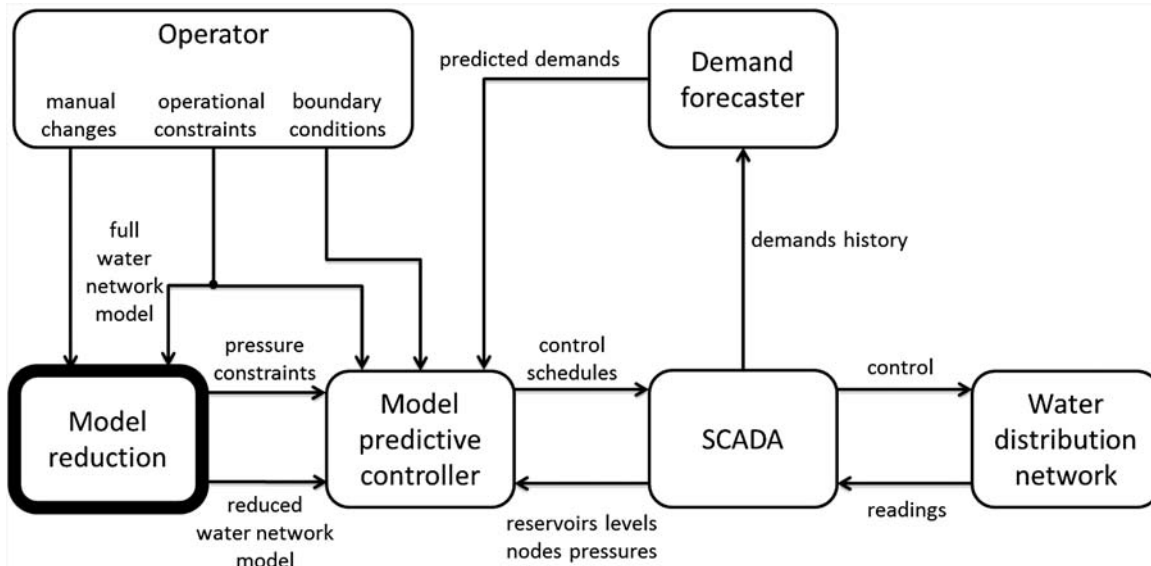 Operator
manual
changes
operational
constraints
boundary
conditions
predicted demands
Demand
forecaster
full
water
network
model
demands history
pressure
constraints
control
schedules
control
Model
reduction
Model
predictive
controller
SCADA
Water
distribution
network
reduced
water network
model
reservoirs levels
nodes pressures
readings